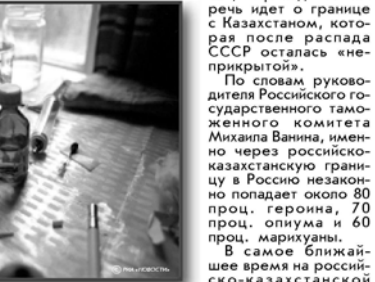 речь идет о границе
с Казахстаном, кото-
рая после распада
СССР осталась «не-
прикрытой».
По словам руково-
дителя Российского го-
сударственного тамо-
женного комитета
Михаила Ванина, имен-
но через российско-
казахстанскую грани-
цу в Россию незакон-
но попадает около 80
проц. героина, 70
проц. опиума и 60
проц. марихуаны.
В самое ближай-
шее время на россий-
ско-казахстанской
РИА «НОВОСТИ»